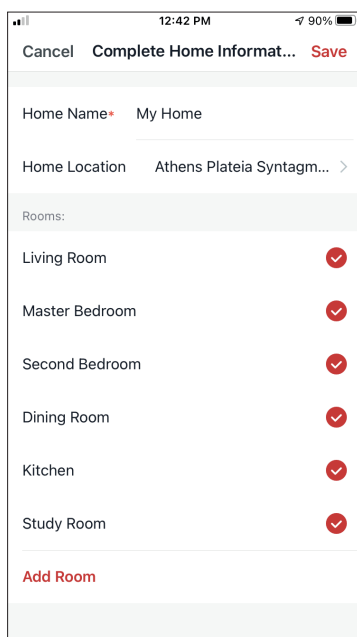 12:42 PM 90%
Cancel Complete Home Informat... Save
Home Name* My Home
Home Location Athens Plateia Syntagm...
Rooms:
Living Room
Master Bedroom
Second Bedroom
Dining Room
Kitchen
Study Room
Add Room